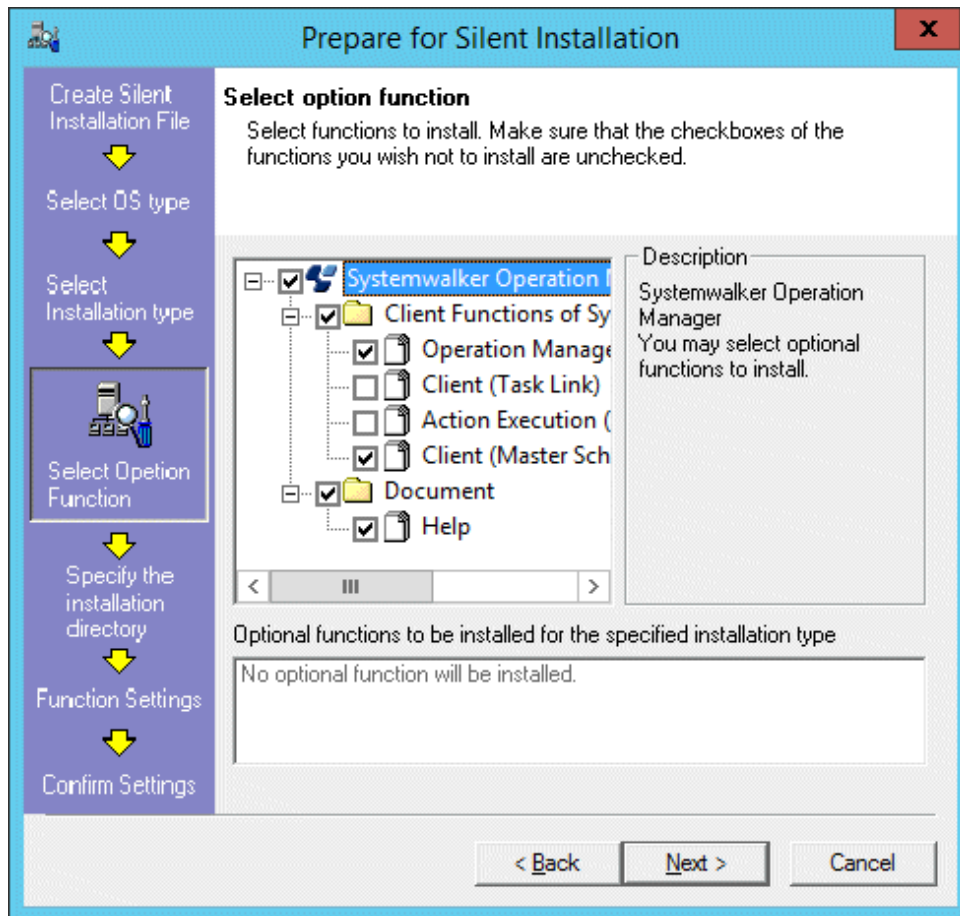 Prepare for Silent Installation
x
Create Silent
Installation File
Select OS type
Select
Installation type
Select Opetion
Function
Specify the
installation
directory
Function Settings
Confirm Settings
Select option function
Select functions to install. Make sure that the checkboxes of the
functions you wish not to install are unchecked.
Systemwalker Operation
Client Functions of Sy
Operation Manage
Client (Task Link)
Action Execution (
Client (Master Sch
Document
Help
Description
Systemwalker Operation
Manager
You may select optional
functions to install.
Optional functions to be installed for the specified installation type
No optional function will be installed.
< Back
Next >
Cancel